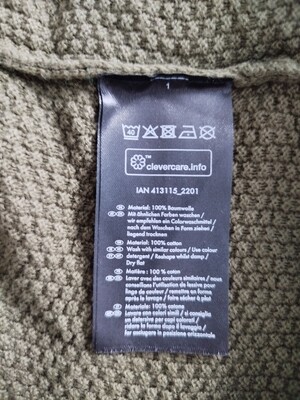 1
40
clevercare.info
IAN 413115_2201
Material: 100% Baumwolle
Mit ähnlichen Farben waschen /
wir empfehlen ein Colorwaschmittel /
nach dem Waschen in Form ziehen /
liegend trocknen
Material: 100% cotton
Wash with similar colours / Use colour
detergent / Reshape whilst damp /
Dry flat
Matière : 100 % coton
Laver avec des couleurs similaires / nous
conseillons l'utilisation de lessive pour
linge de couleur / remettre en forme
après le lavage / faire sécher à plat
Materiale: 100% cotone
Lavare con colori simili / si consiglia
un detersivo per capi colorati /
ridare la forma dopo il lavaggio /
far asciugare in posizione orizzontale